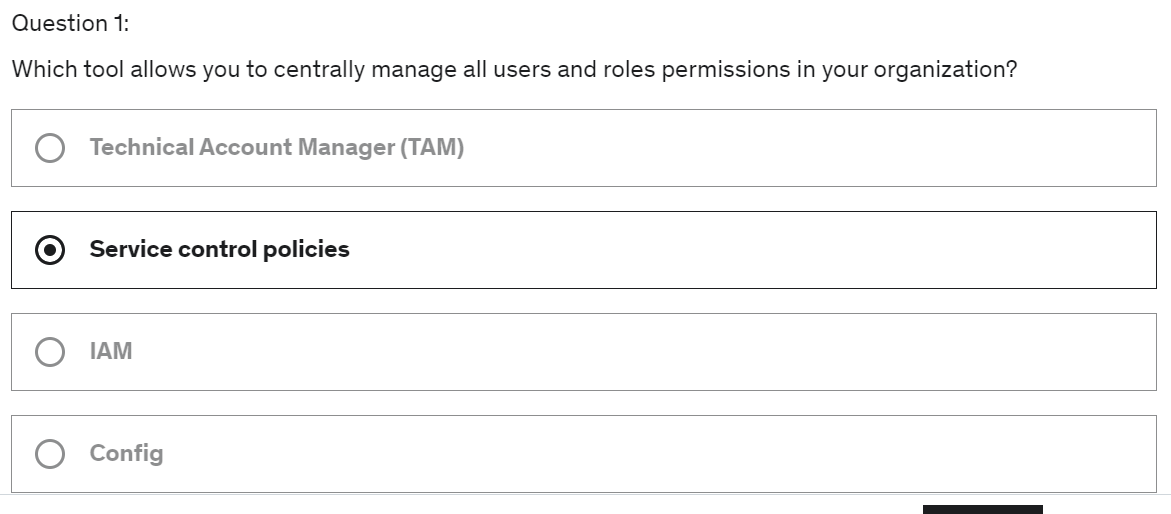 Question 1:
Which tool allows you to centrally manage all users and roles permissions in your organization?
Technical Account Manager (TAM)
Service control policies
IAM
Config